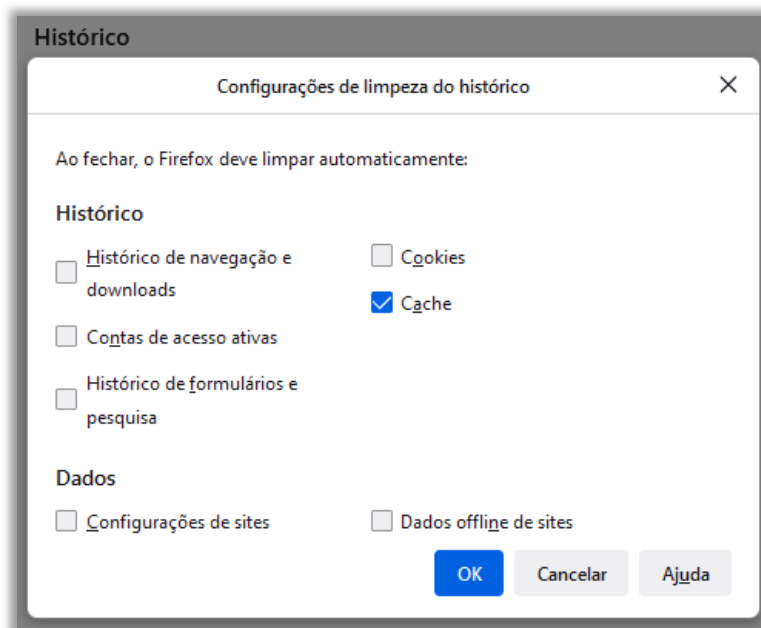 Histórico
Configurações de limpeza do histórico
Ao fechar, o Firefox deve limpar automaticamente:
Histórico
Histórico de navegação e
downloads
Cookies
Cache
Contas de acesso ativas
Histórico de formulários e
pesquisa
Dados
Configurações de sites
Dados offline de sites
OK
Cancelar
Ajuda